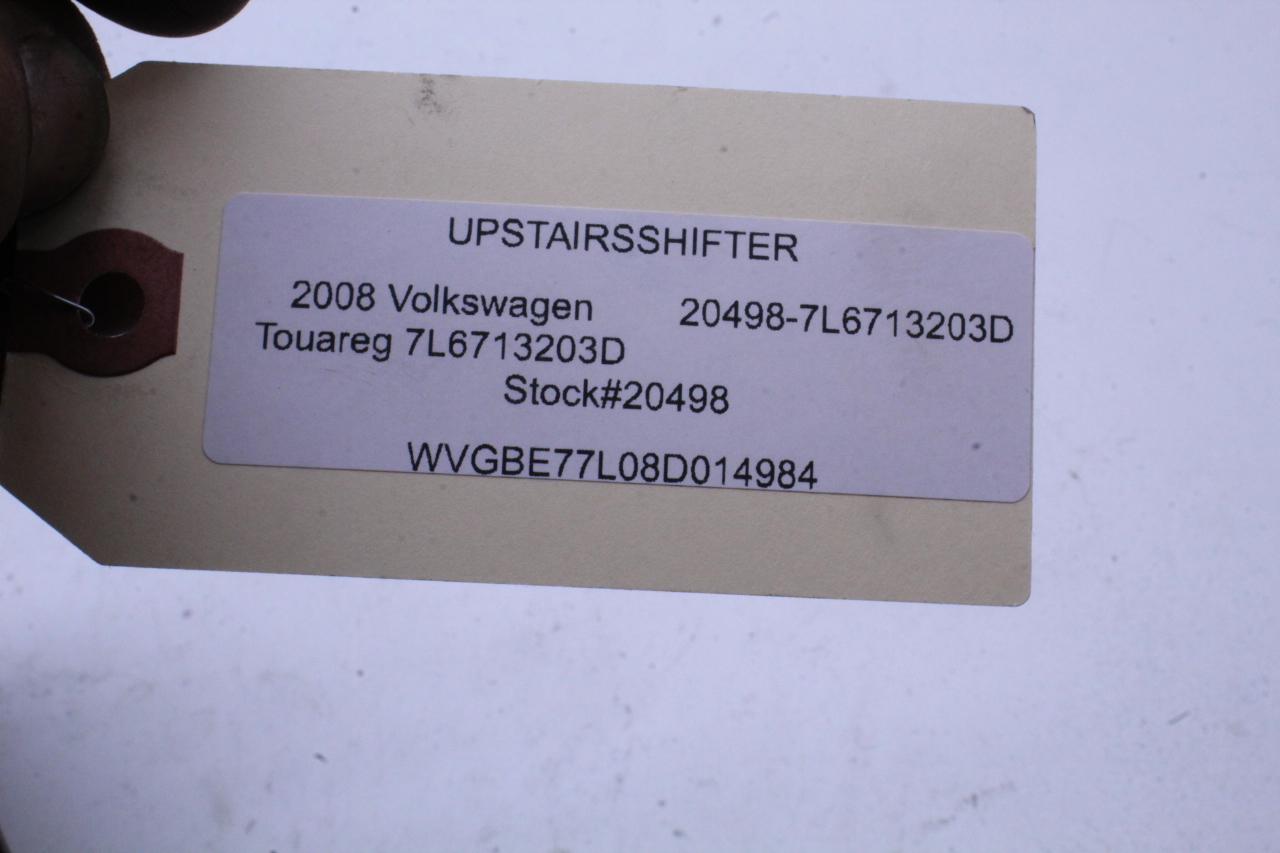 UPSTAIRSSHIFTER
2008 Volkswagen 20498-7L6713203D
Touareg 7L6713203D
Stock#20498
WVGBE77L08D014984